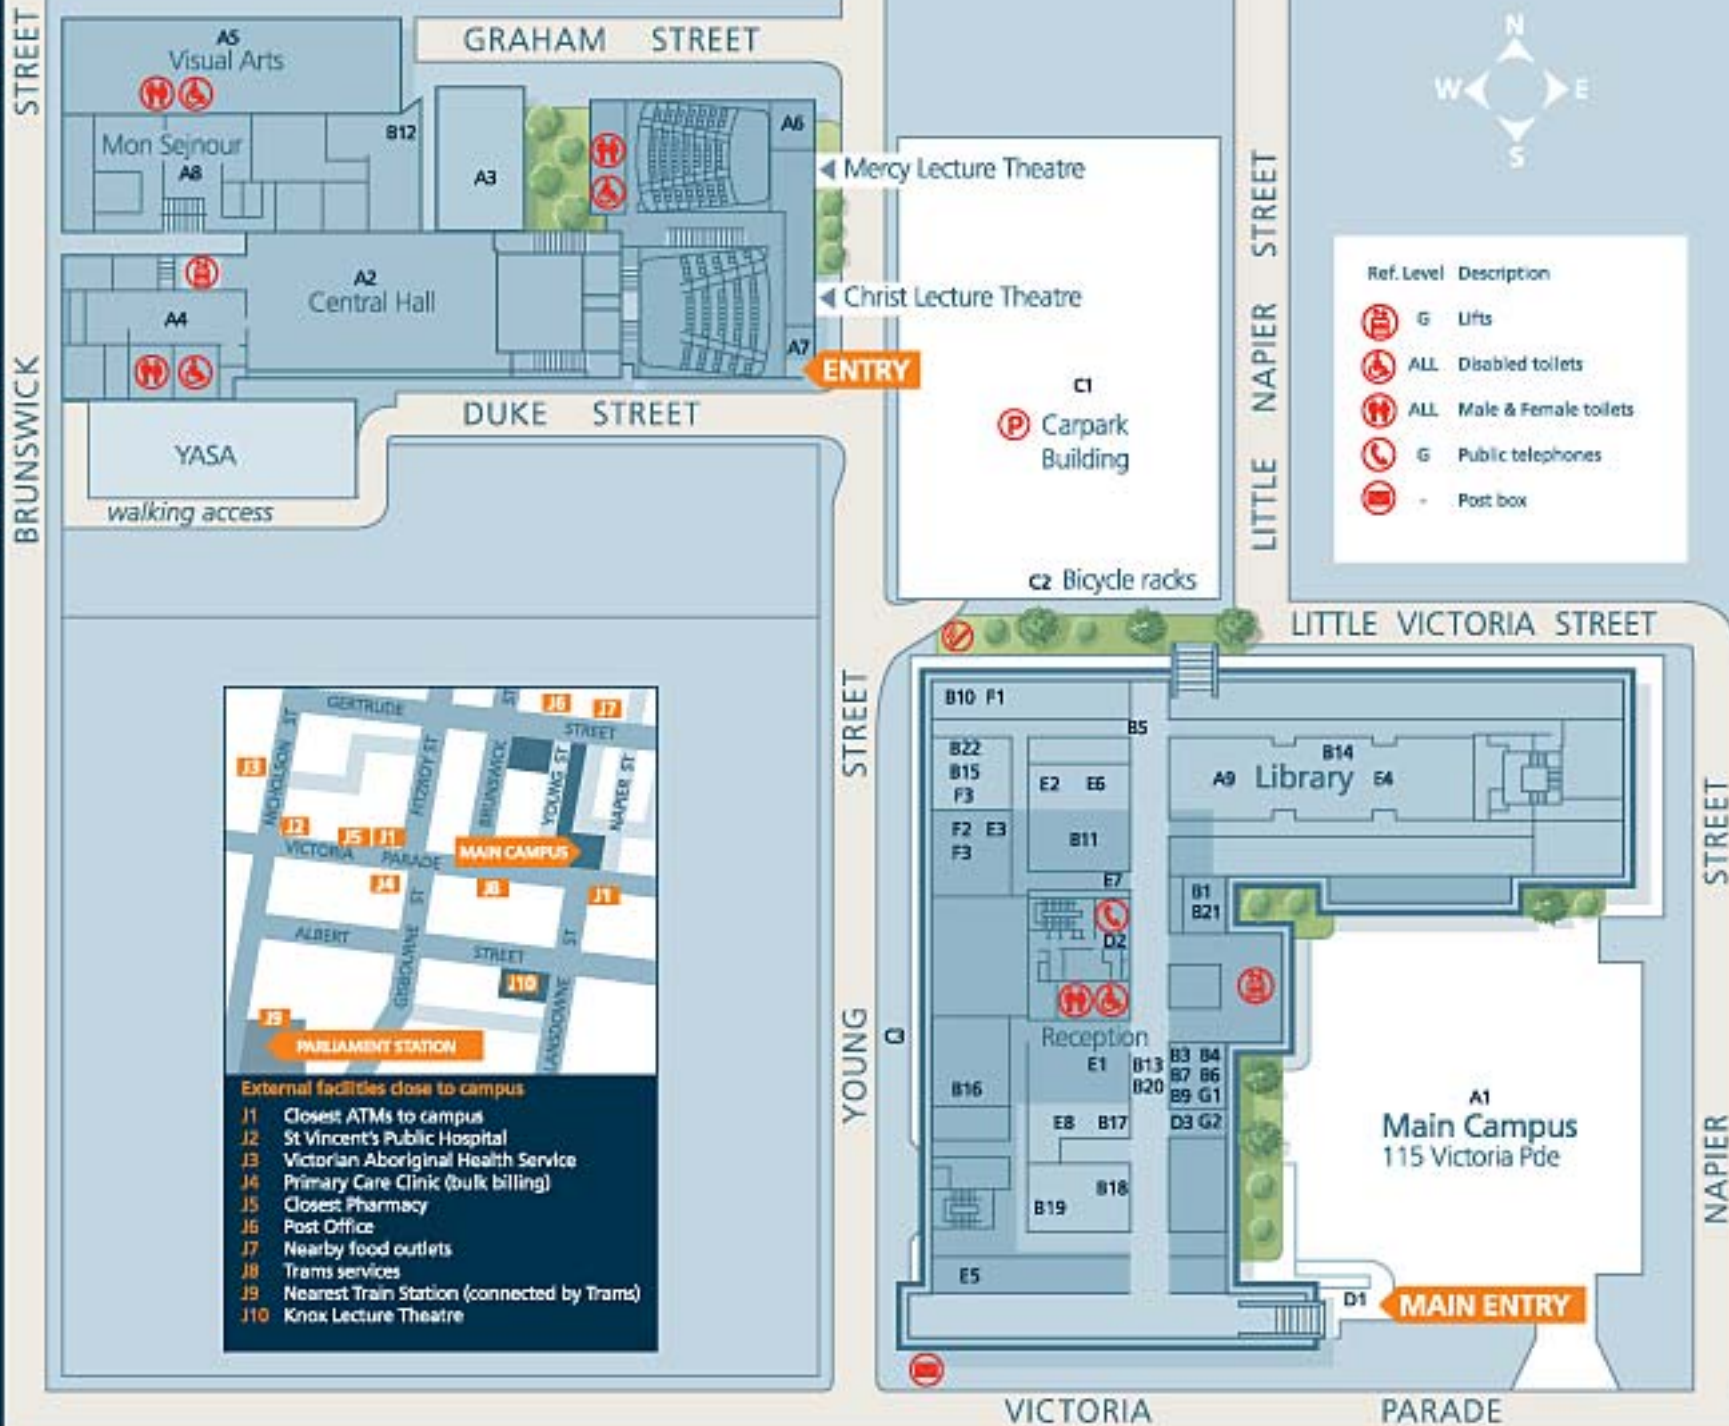 STREET
BRUNSWICK
GRAHAM STREET
A5
Visual Arts
Mon Sejnour
A8
B12
A3
A6
Mercy Lecture Theatre
A2
Central Hall
A4
Christ Lecture Theatre
A7
ENTRY
DUKE STREET
YASA
walking access
C1
P
Carpark
Building
C2 Bicycle racks
LITTLE NAPIER STREET
N
W E
S
Ref. Level Description
G Lifts
ALL Disabled toilets
ALL Male & Female toilets
G Public telephones
- Post box
LITTLE VICTORIA STREET
YOUNG STREET
C3
B10 F1
B5
B22
B15
F3
E2 E6
F2 E3
F3
B11
E7
B14
A9 Library E4
B1
B21
D2
Reception
E1
B13
B20
B3 B4
B7 B6
B9 G1
D3 G2
B16
E8 B17
B18
B19
E5
A1
Main Campus
115 Victoria Pde
D1
MAIN ENTRY
NAPIER STREET
VICTORIA PARADE
GERTRUDE STREET
NICHOLSON ST
FITZROY ST
BRUNSWICK ST
YOUNG ST
NAPIER ST
J6
J7
J3
J2
J5
J1
VICTORIA PARADE
MAIN CAMPUS
J4
J8
J1
ALBERT STREET
GISBOURNE ST
LANSDOWNE ST
J10
J9
PARLIAMENT STATION
External facilities close to campus
J1 Closest ATMs to campus
J2 St Vincent's Public Hospital
J3 Victorian Aboriginal Health Service
J4 Primary Care Clinic (bulk billing)
J5 Closest Pharmacy
J6 Post Office
J7 Nearby food outlets
J8 Trams services
J9 Nearest Train Station (connected by Trams)
J10 Knox Lecture Theatre